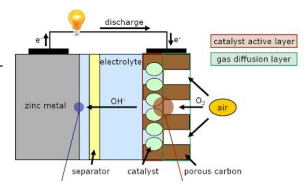 discharge
e⁻
e⁻
catalyst active layer
gas diffusion layer
electrolyte
zinc metal
OH⁻
O₂
air
separator
catalyst
porous carbon